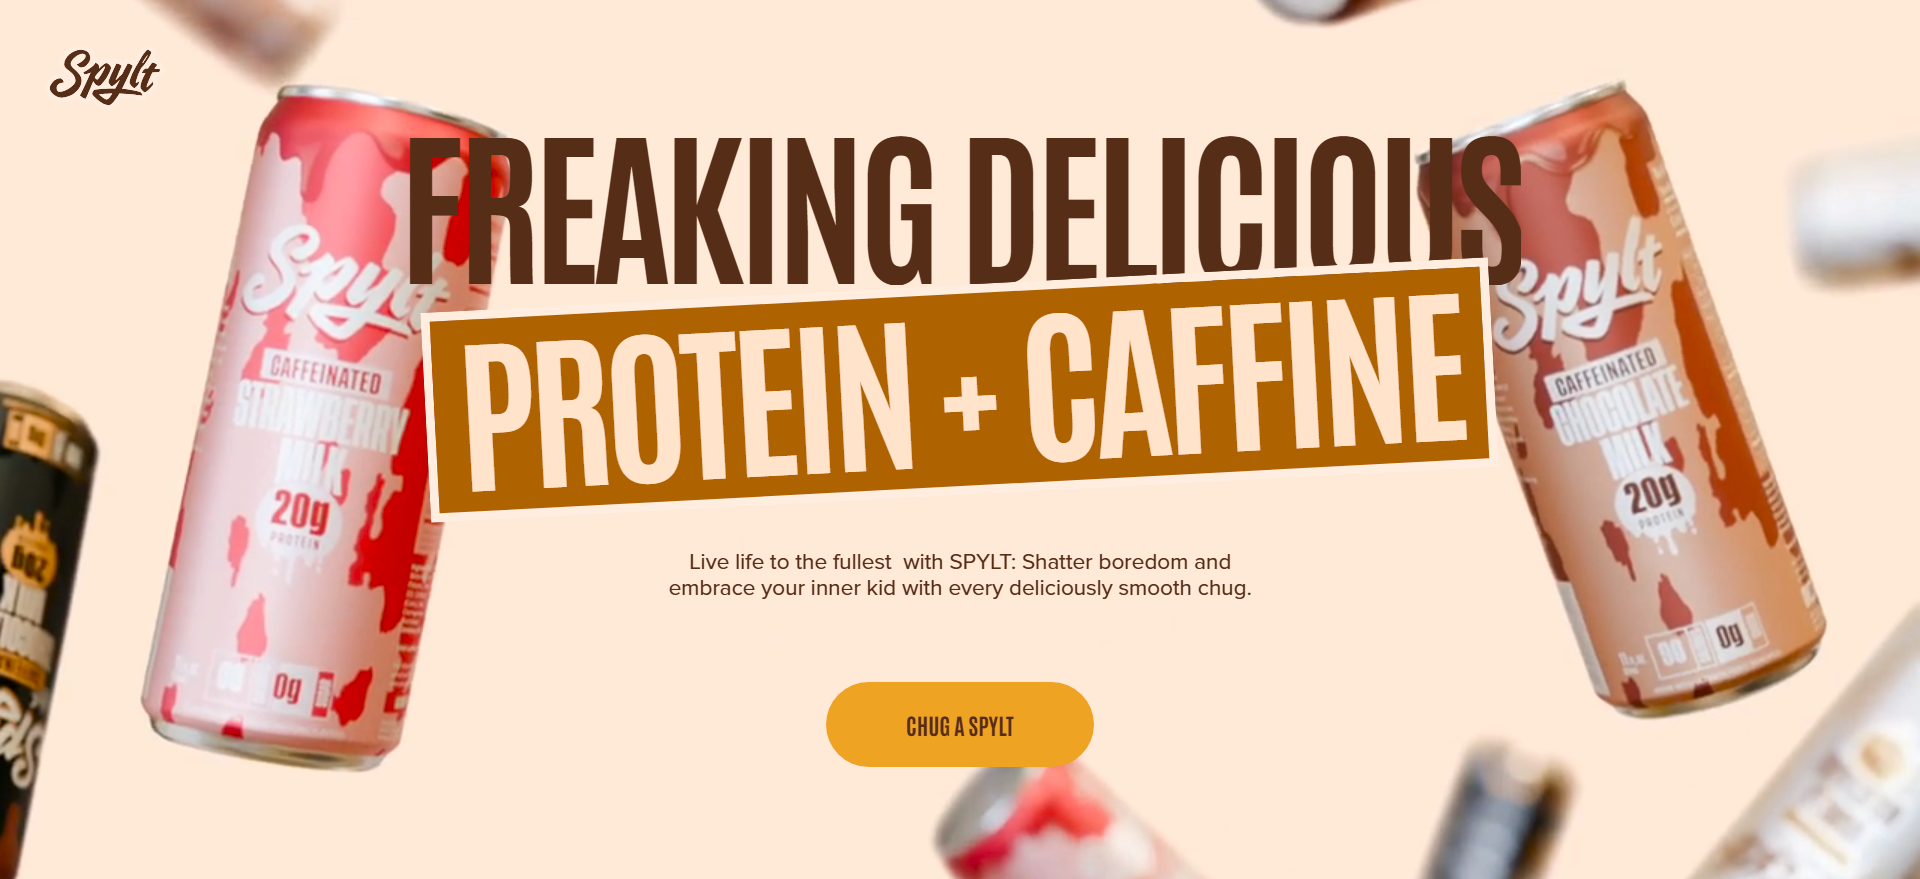 Spylt
FREAKING DELICIOUS
PROTEIN + CAFFINE
Live life to the fullest  with SPYLT: Shatter boredom and
embrace your inner kid with every deliciously smooth chug.
CHUG A SPYLT
Spylt
CAFFEINATED
STRAWBERRY
MILK
20g
PROTEIN
0g
Spylt
CAFFEINATED
CHOCOLATE
MILK
20g
PROTEIN
0g